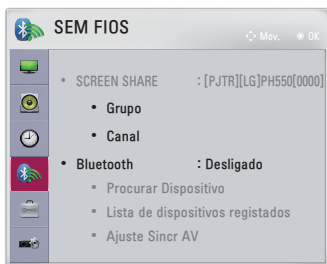 SEM FIOS
Mov. OK
• SCREEN SHARE : [PJTR][LG]PH550[0000]
• Grupo
• Canal
• Bluetooth : Desligado
• Procurar Dispositivo
• Lista de dispositivos registados
• Ajuste Sincr AV